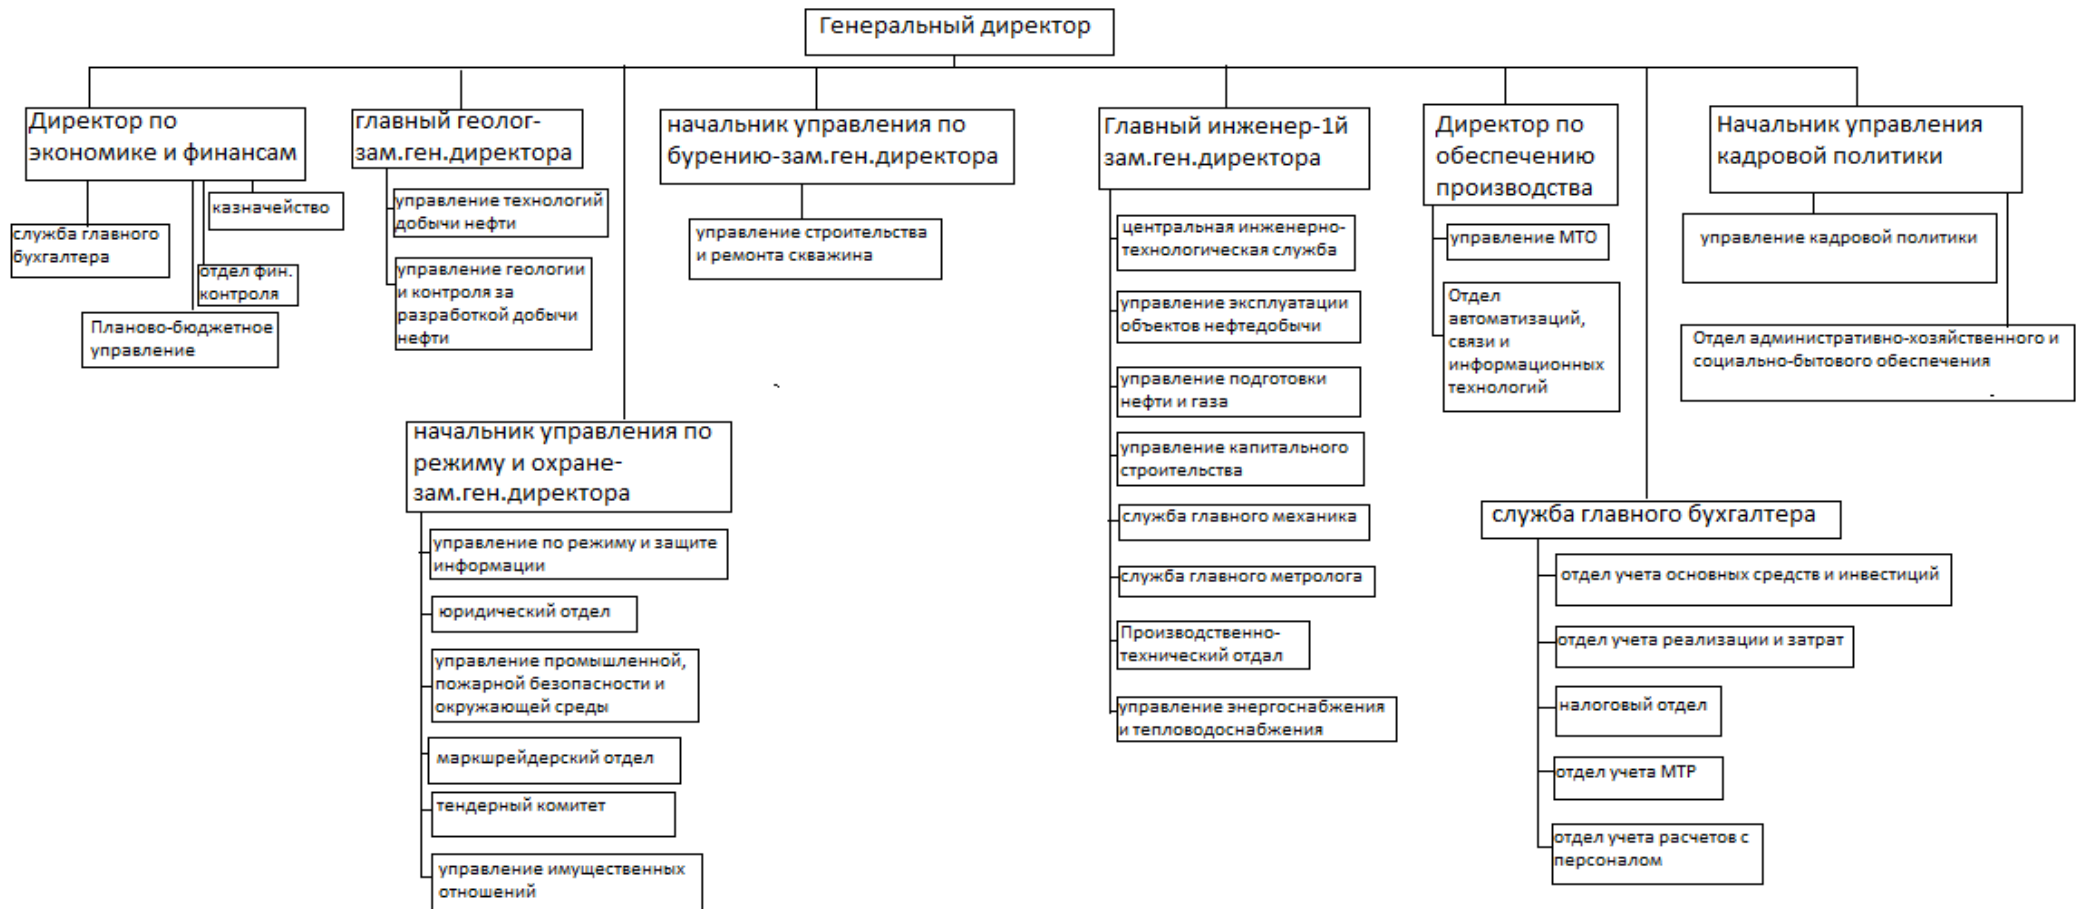 Генеральный директор
Директор по
экономике и финансам
казначейство
служба главного
бухгалтера
отдел фин.
контроля
Планово-бюджетное
управление
главный геолог-
зам.ген.директора
управление технологий
добычи нефти
управление геологии
и контроля за
разработкой добычи
нефти
начальник управления по
режиму и охране-
зам.ген.директора
управление по режиму и защите
информации
юридический отдел
управление промышленной,
пожарной безопасности и
окружающей среды
маркшрейдерский отдел
тендерный комитет
управление имущественных
отношений
начальник управления по
бурению-зам.ген.директора
управление строительства
и ремонта скважина
Главный инженер-1й
зам.ген.директора
центральная инженерно-
технологическая служба
управление эксплуатации
объектов нефтедобычи
управление подготовки
нефти и газа
управление капитального
строительства
служба главного механика
служба главного метролога
Производственно-
технический отдал
управление энергоснабжения
и тепловодоснабжения
Директор по
обеспечению
производства
управление МТО
Отдел
автоматизаций,
связи и
информационных
технологий
служба главного бухгалтера
отдел учета основных средств и инвестиций
отдел учета реализации и затрат
налоговый отдел
отдел учета МТР
отдел учета расчетов с
персоналом
Начальник управления
кадровой политики
управление кадровой политики
Отдел административно-хозяйственного и
социально-бытового обеспечения